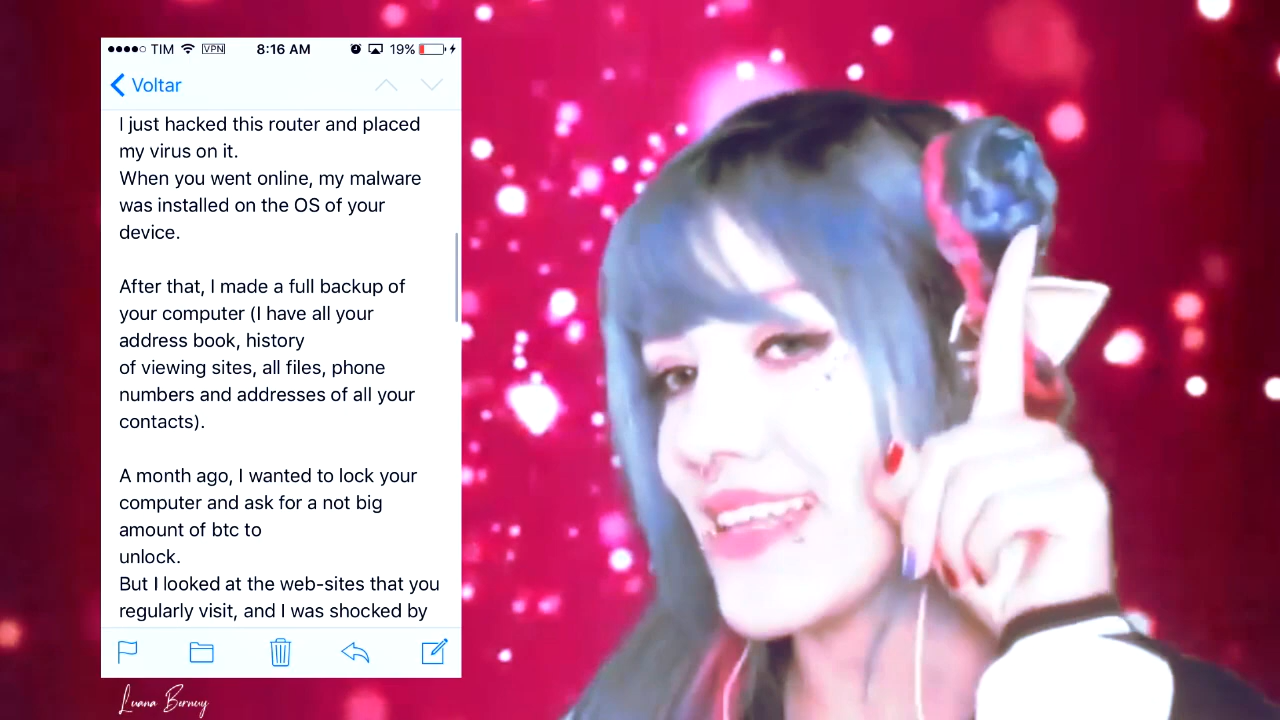 TIM VPN 8:16 AM 19%
Voltar
I just hacked this router and placed
my virus on it.
When you went online, my malware
was installed on the OS of your
device.
After that, I made a full backup of
your computer (I have all your
address book, history
of viewing sites, all files, phone
numbers and addresses of all your
contacts).
A month ago, I wanted to lock your
computer and ask for a not big
amount of btc to
unlock.
But I looked at the web-sites that you
regularly visit, and I was shocked by
Luana Berncy